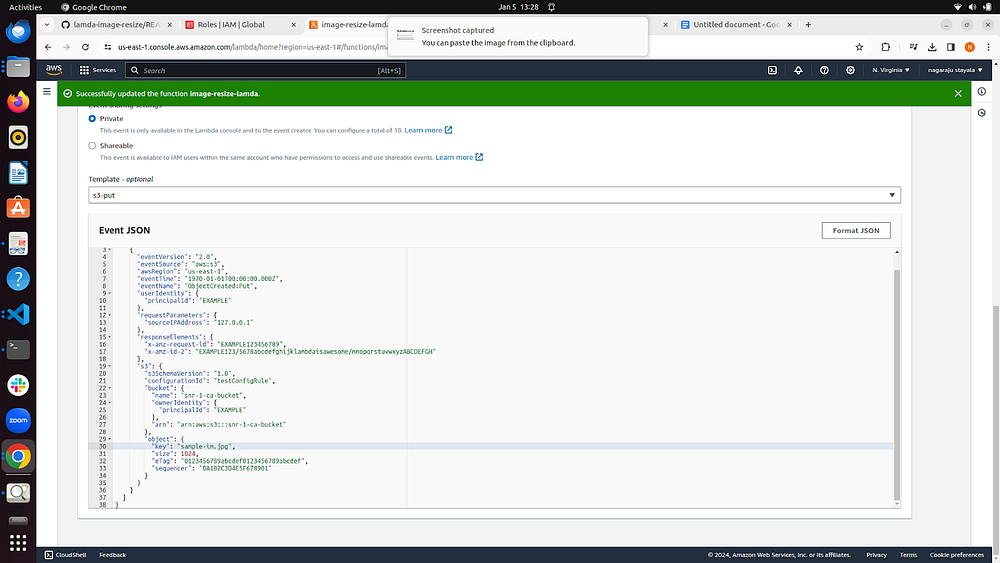 Activities
Google Chrome
Jan 5 13:28
lamda-image-resize/REA
Roles | IAM | Global
image-resize-lamda
Untitled document - Goo
Screenshot captured
You can paste the image from the clipboard.
us-east-1.console.aws.amazon.com/lambda/home?region=us-east-1#/functions/ima
aws
Services
Search
[Alt+S]
N. Virginia
nagaraju stayala
Successfully updated the function image-resize-lamda.
Event sharing settings
Private
This event is only available in the Lambda console and to the event creator. You can configure a total of 10. Learn more
Shareable
This event is available to IAM users within the same account who have permissions to access and use shareable events. Learn more
Template - optional
s3-put
Event JSON
Format JSON
3 {
4 "eventVersion": "2.0",
5 "eventSource": "aws:s3",
6 "awsRegion": "us-east-1",
7 "eventTime": "1970-01-01T00:00:00.000Z",
8 "eventName": "ObjectCreated:Put",
9 "userIdentity": {
10 "principalId": "EXAMPLE"
11 },
12 "requestParameters": {
13 "sourceIPAddress": "127.0.0.1"
14 },
15 "responseElements": {
16 "x-amz-request-id": "EXAMPLE123456789",
17 "x-amz-id-2": "EXAMPLE123/5678abcdefghijklambdaisawesome/mnopqrstuvwxyzABCDEFGH"
18 },
19 "s3": {
20 "s3SchemaVersion": "1.0",
21 "configurationId": "testConfigRule",
22 "bucket": {
23 "name": "snr-1-ca-bucket",
24 "ownerIdentity": {
25 "principalId": "EXAMPLE"
26 },
27 "arn": "arn:aws:s3:::snr-1-ca-bucket"
28 },
29 "object": {
30 "key": "sample-im.jpg",
31 "size": 1024,
32 "eTag": "0123456789abcdef0123456789abcdef",
33 "sequencer": "0A1B2C3D4E5F678901"
34 }
35 }
36 }
37 ]
38 }
zoom
CloudShell
Feedback
© 2024, Amazon Web Services, Inc. or its affiliates.
Privacy
Terms
Cookie preferences